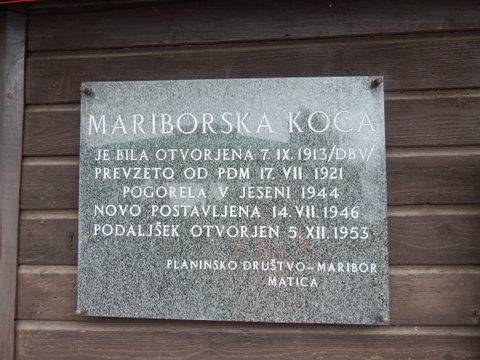 MARIBORSKA KOČA
JE BILA OTVORJENA 7. IX. 1913/DBV/
PREVZETO OD PDM 17. VII. 1921
POGORELA V JESENI 1944
NOVO POSTAVLJENA 14. VII. 1946
PODALJŠEK OTVORJEN 5. XII. 1953
PLANINSKO DRUŠTVO–MARIBOR
MATICA